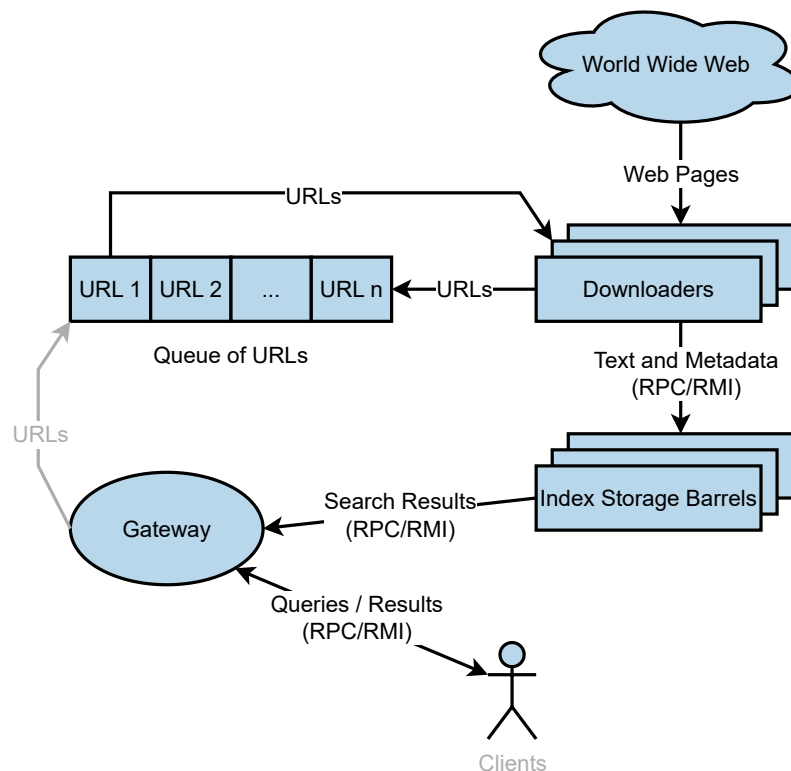 World Wide Web
Web Pages
URLs
URL 1
URL 2
...
URL n
URLs
Downloaders
Queue of URLs
Text and Metadata
(RPC/RMI)
URLs
Index Storage Barrels
Search Results
(RPC/RMI)
Gateway
Queries / Results
(RPC/RMI)
Clients